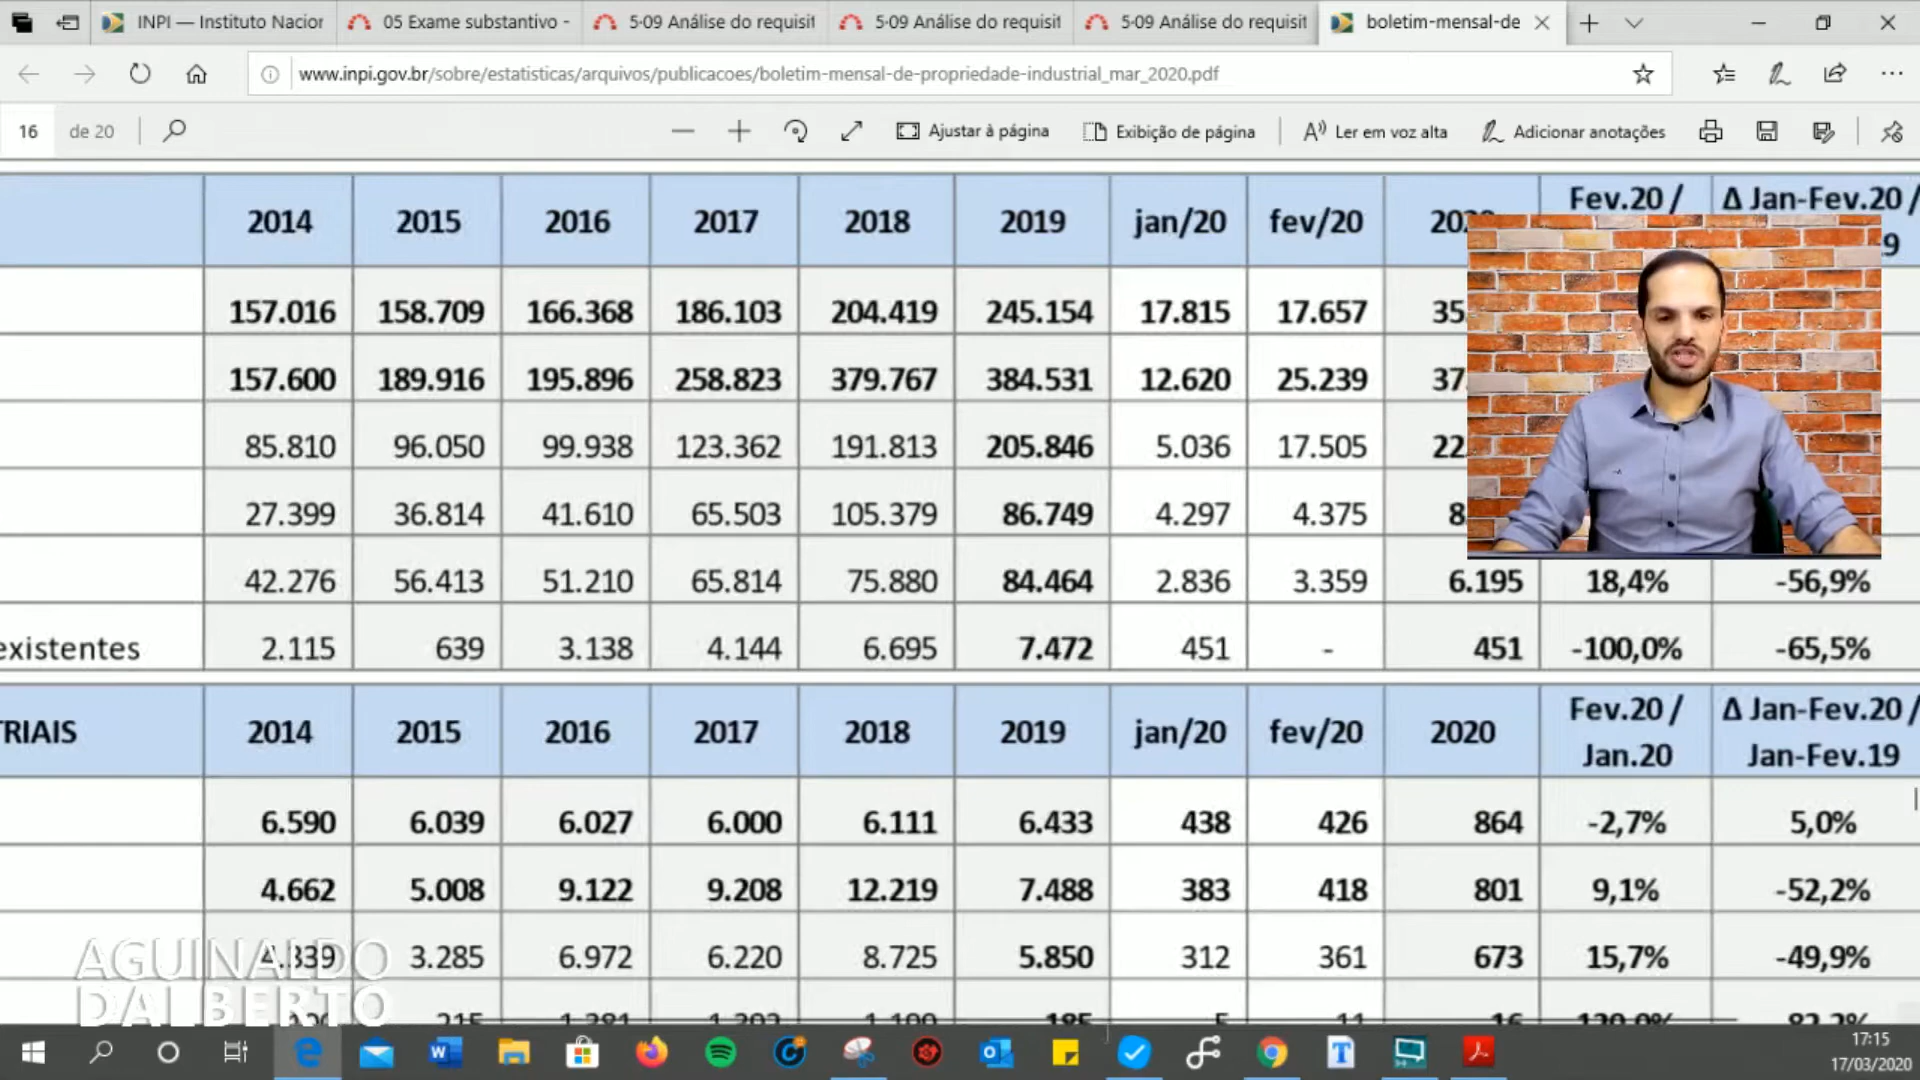 INPI — Instituto Nacior
05 Exame substantivo -
5·09 Análise do requisit
5·09 Análise do requisit
5·09 Análise do requisit
boletim-mensal-de
www.inpi.gov.br/sobre/estatisticas/arquivos/publicacoes/boletim-mensal-de-propriedade-industrial_mar_2020.pdf
16 de 20
Ajustar à página
Exibição de página
Ler em voz alta
Adicionar anotações
2014 2015 2016 2017 2018 2019 jan/20 fev/20 Fev.20 / Δ Jan-Fev.20 /
157.016 158.709 166.368 186.103 204.419 245.154 17.815 17.657 35
157.600 189.916 195.896 258.823 379.767 384.531 12.620 25.239 37
85.810 96.050 99.938 123.362 191.813 205.846 5.036 17.505 22
27.399 36.814 41.610 65.503 105.379 86.749 4.297 4.375 8
42.276 56.413 51.210 65.814 75.880 84.464 2.836 3.359 6.195 18,4% -56,9%
existentes 2.115 639 3.138 4.144 6.695 7.472 451 - 451 -100,0% -65,5%
TRIAIS 2014 2015 2016 2017 2018 2019 jan/20 fev/20 2020 Fev.20 / Δ Jan-Fev.20 /
Jan.20 Jan-Fev.19
6.590 6.039 6.027 6.000 6.111 6.433 438 426 864 -2,7% 5,0%
4.662 5.008 9.122 9.208 12.219 7.488 383 418 801 9,1% -52,2%
3.285 6.972 6.220 8.725 5.850 312 361 673 15,7% -49,9%
AGUINALDO
DALBERTO
17:15
17/03/2020